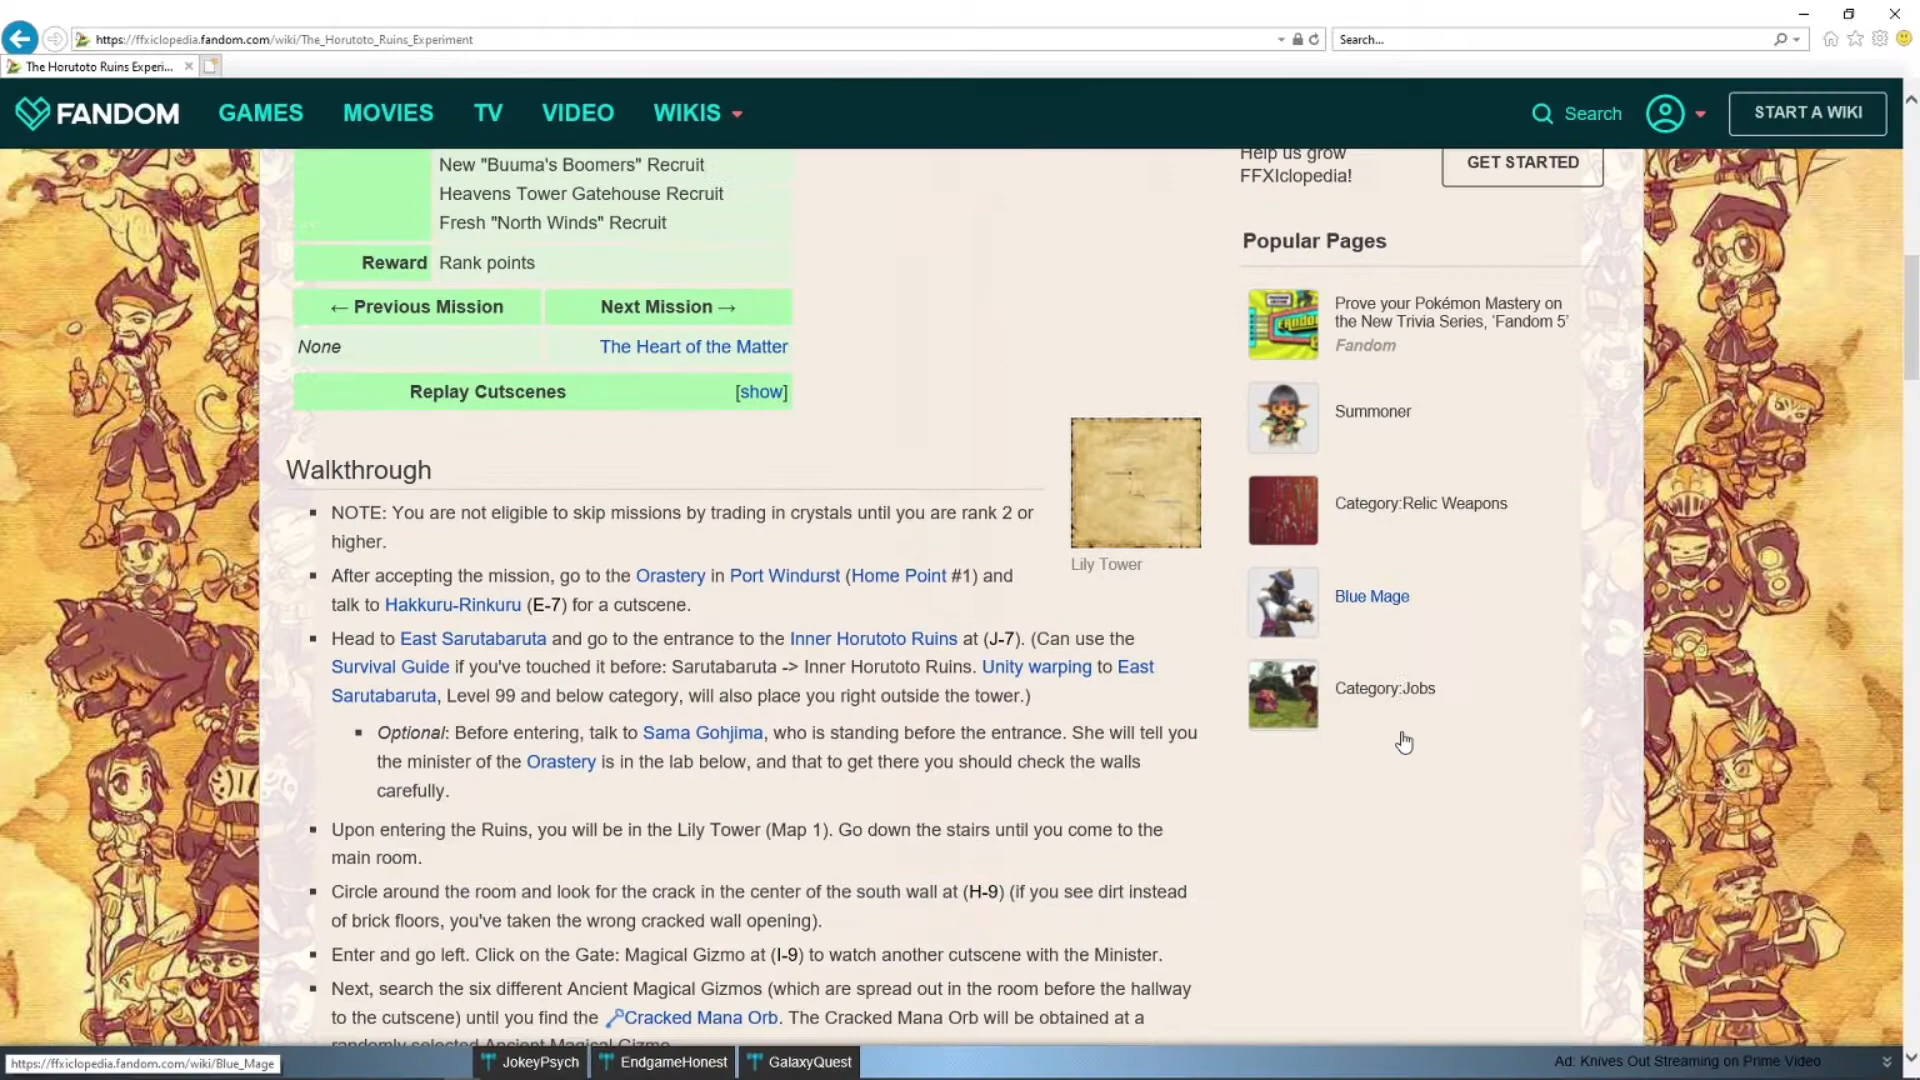 https://ffxiclopedia.fandom.com/wiki/The_Horutoto_Ruins_Experiment
Search...
The Horutoto Ruins Experi...
FANDOM
GAMES
MOVIES
TV
VIDEO
WIKIS
Search
START A WIKI
New "Buuma's Boomers" Recruit
Heavens Tower Gatehouse Recruit
Fresh "North Winds" Recruit
Reward Rank points
← Previous Mission
Next Mission →
None
The Heart of the Matter
Replay Cutscenes
[show]
Walkthrough
▪ NOTE: You are not eligible to skip missions by trading in crystals until you are rank 2 or
higher.
▪ After accepting the mission, go to the Orastery in Port Windurst (Home Point #1) and
talk to Hakkuru-Rinkuru (E-7) for a cutscene.
▪ Head to East Sarutabaruta and go to the entrance to the Inner Horutoto Ruins at (J-7). (Can use the
Survival Guide if you've touched it before: Sarutabaruta -> Inner Horutoto Ruins. Unity warping to East
Sarutabaruta, Level 99 and below category, will also place you right outside the tower.)
▪ Optional: Before entering, talk to Sama Gohjima, who is standing before the entrance. She will tell you
the minister of the Orastery is in the lab below, and that to get there you should check the walls
carefully.
▪ Upon entering the Ruins, you will be in the Lily Tower (Map 1). Go down the stairs until you come to the
main room.
▪ Circle around the room and look for the crack in the center of the south wall at (H-9) (if you see dirt instead
of brick floors, you've taken the wrong cracked wall opening).
▪ Enter and go left. Click on the Gate: Magical Gizmo at (I-9) to watch another cutscene with the Minister.
▪ Next, search the six different Ancient Magical Gizmos (which are spread out in the room before the hallway
to the cutscene) until you find the Cracked Mana Orb. The Cracked Mana Orb will be obtained at a
randomly selected Ancient Magical Gizmo.
Lily Tower
Help us grow
FFXIclopedia!
GET STARTED
Popular Pages
Prove your Pokémon Mastery on
the New Trivia Series, 'Fandom 5'
Fandom
Summoner
Category:Relic Weapons
Blue Mage
Category:Jobs
https://ffxiclopedia.fandom.com/wiki/Blue_Mage
JokeyPsych
EndgameHonest
GalaxyQuest
Ad: Knives Out Streaming on Prime Video